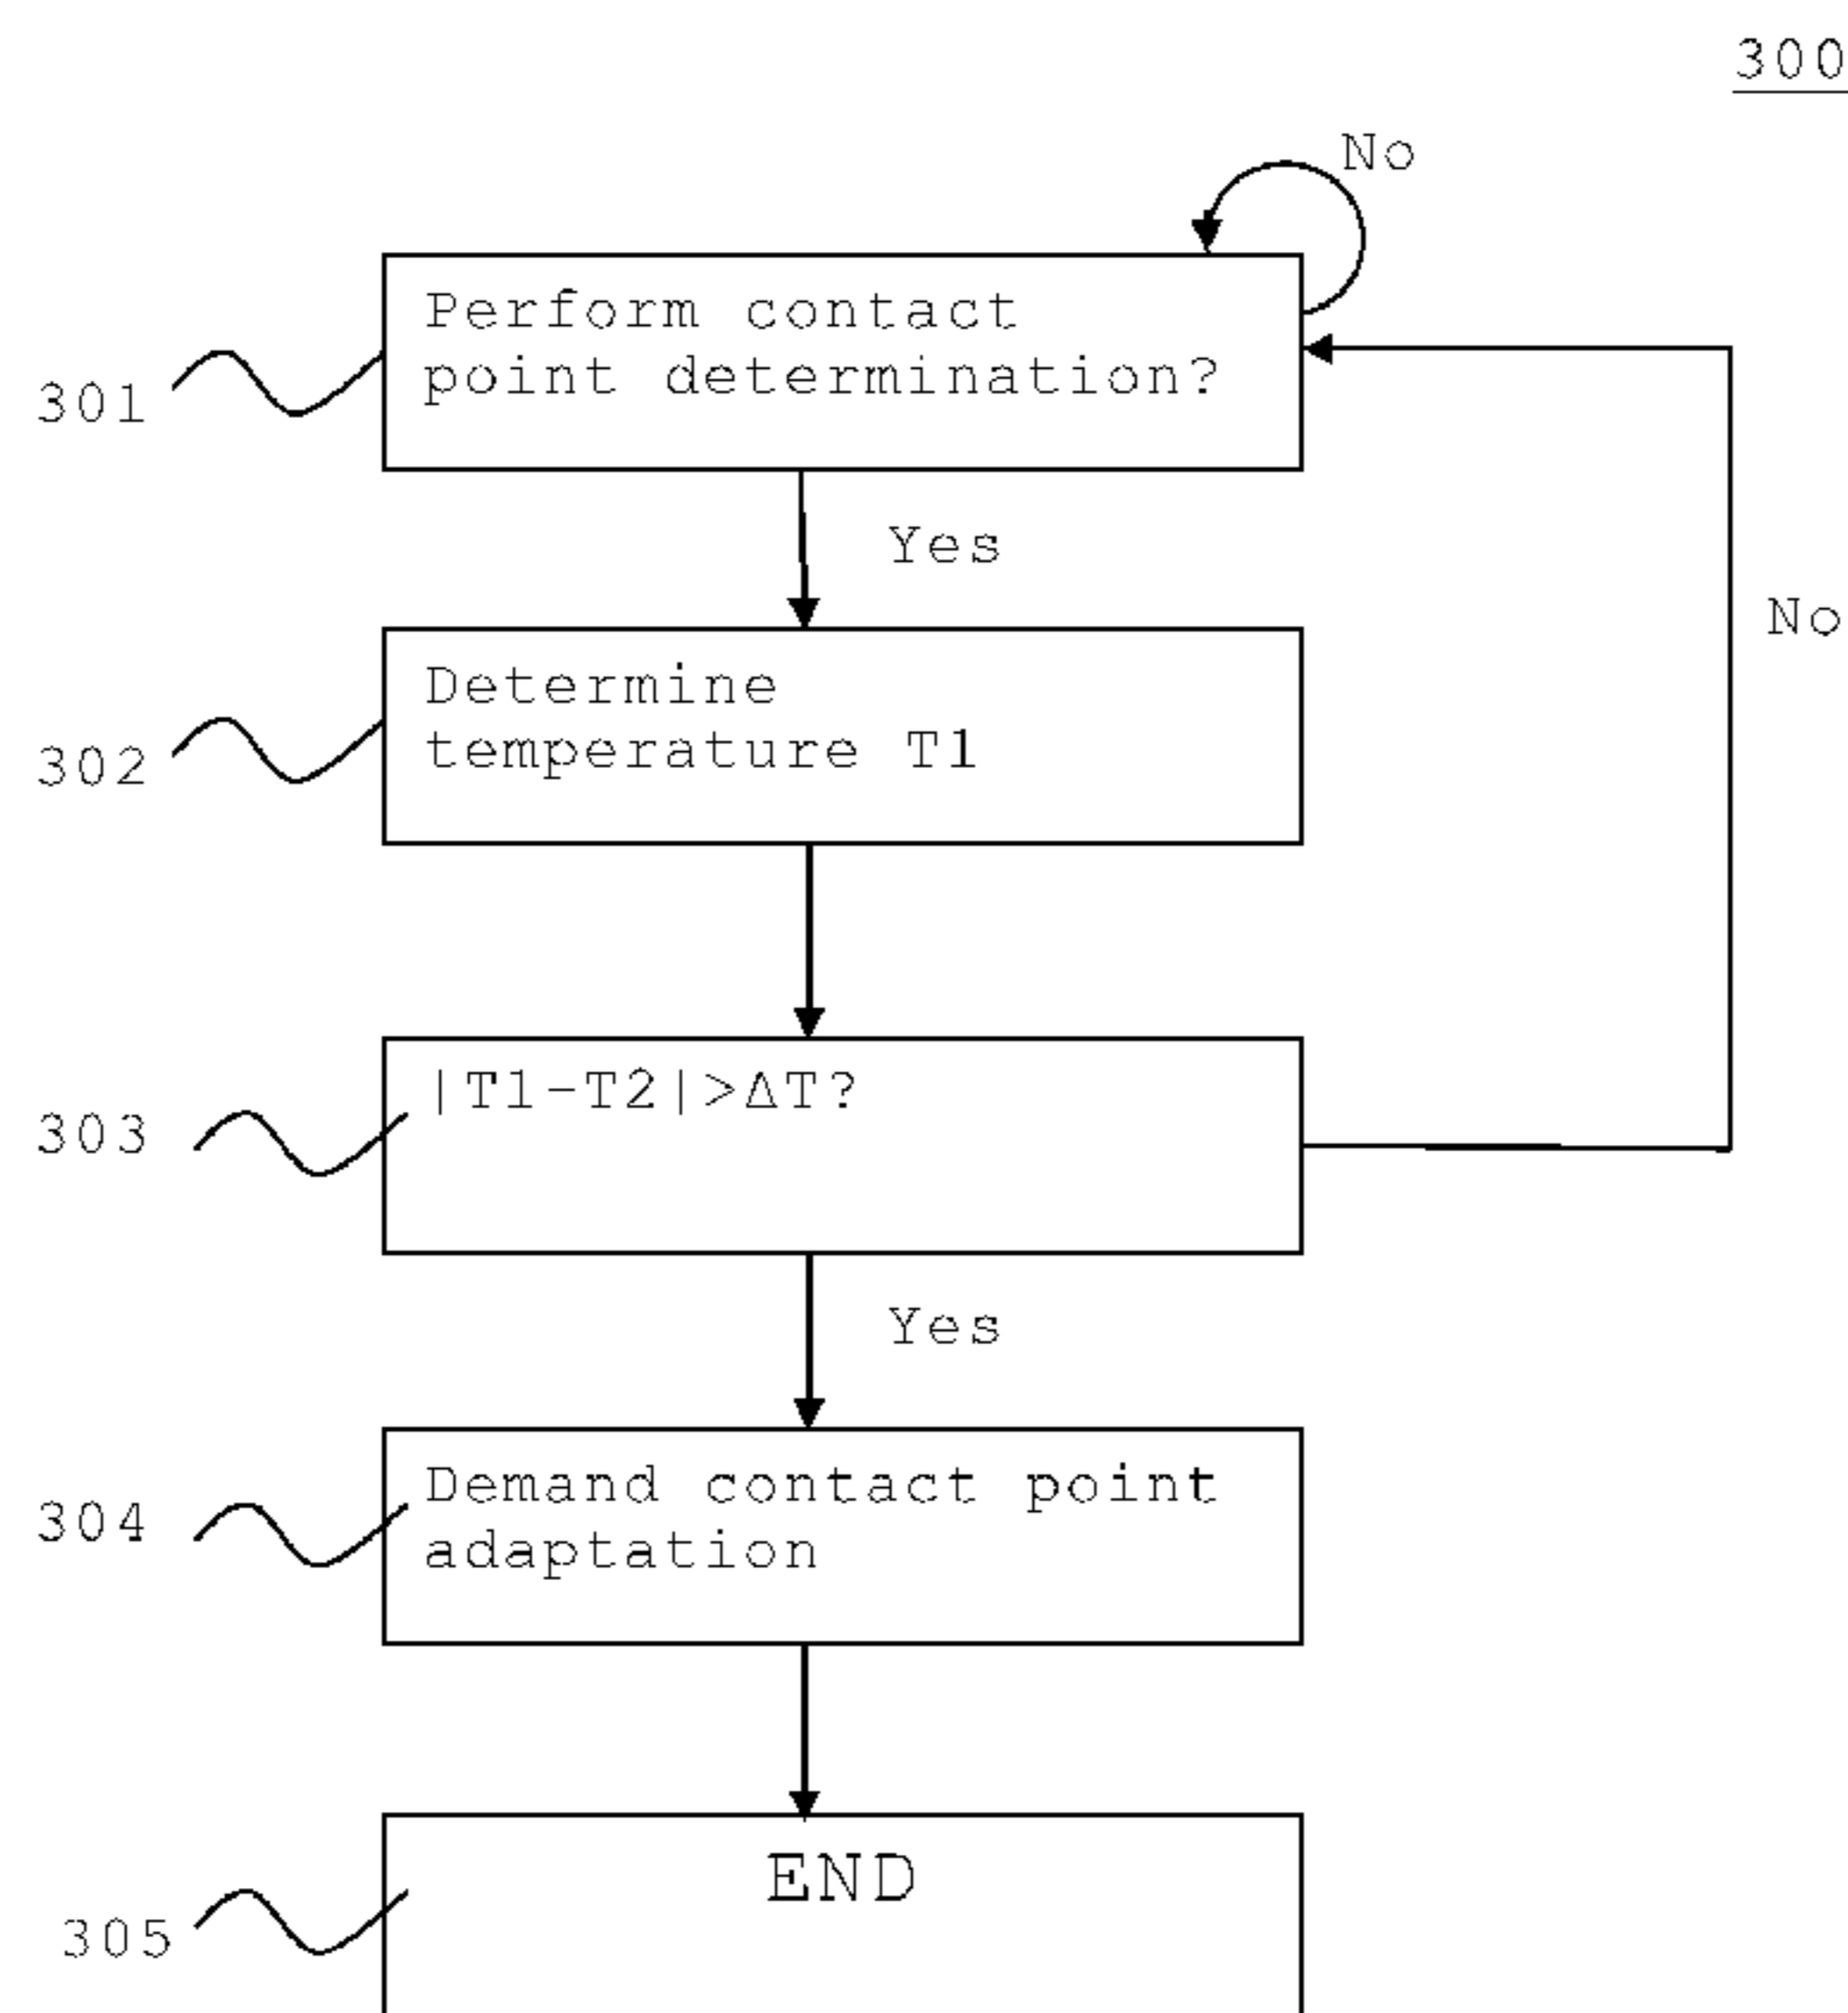 300
No
Perform contact
point determination?
301
Yes
No
Determine
temperature T1
302
|T1-T2|>ΔT?
303
Yes
Demand contact point
adaptation
304
END
305